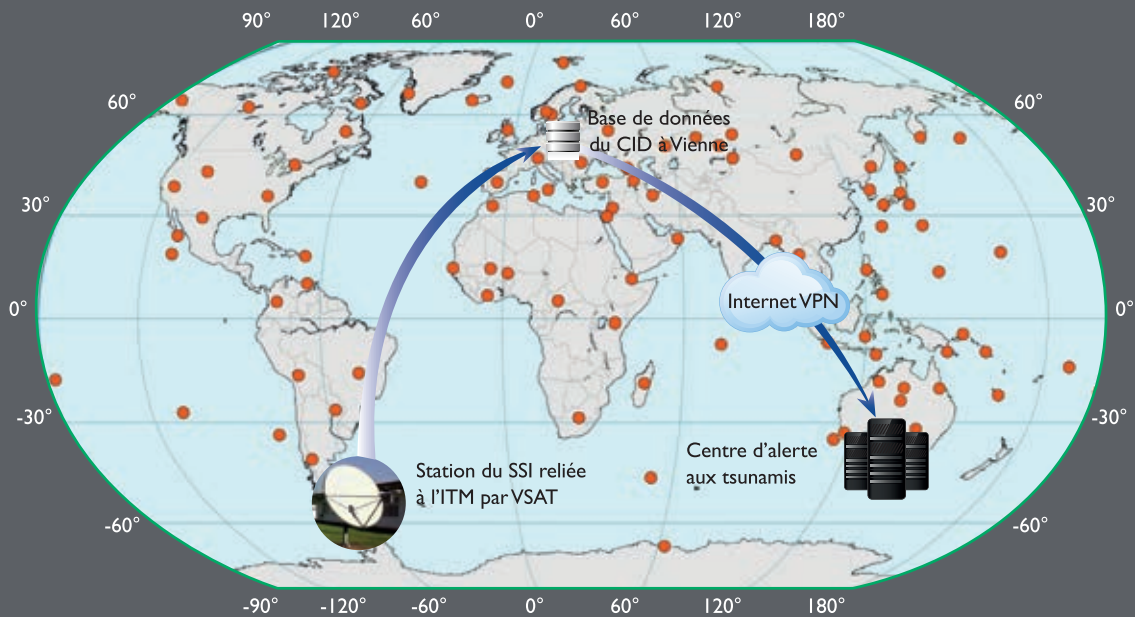 90° 120° 60° 0° 60° 120° 180°
60° 60°
Base de données
du CID à Vienne
30° 30°
Internet VPN
0° 0°
-30° -30°
Centre d'alerte
aux tsunamis
Station du SSI reliée
à l'ITM par VSAT
-60° -60°
-90° -120° -60° 0° 60° 120° 180°